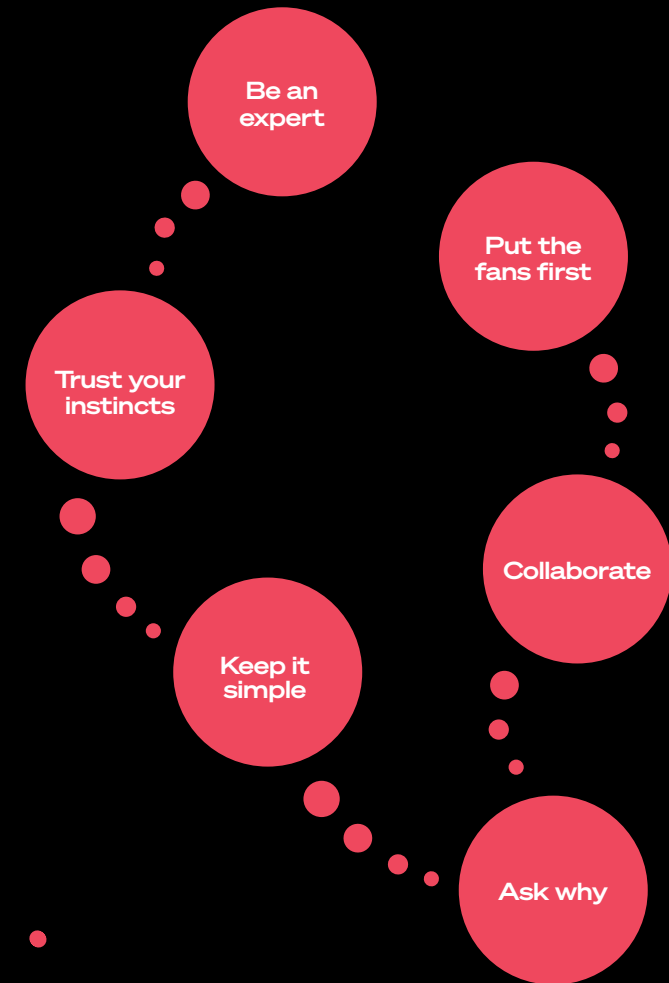 Be an
expert
Put the
fans first
Trust your
instincts
Collaborate
Keep it
simple
Ask why